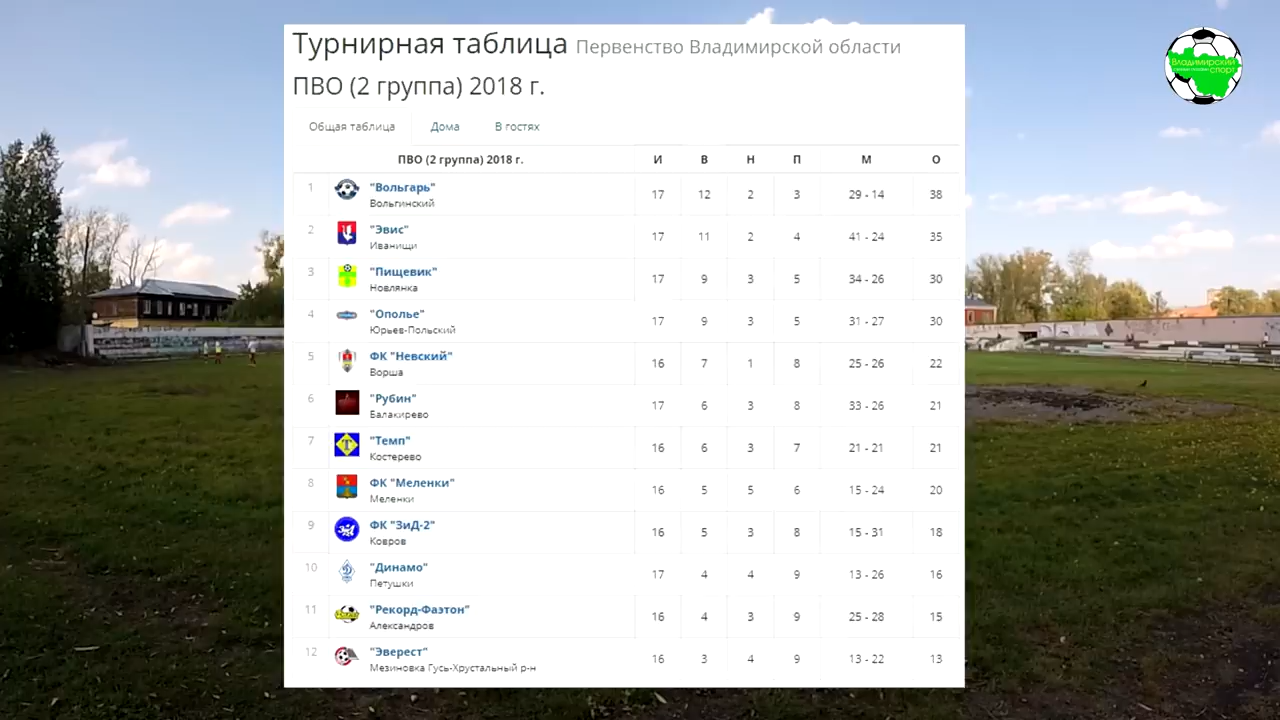 Турнирная таблица Первенство Владимирской области
ПВО (2 группа) 2018 г.
Общая таблица Дома В гостях
ПВО (2 группа) 2018 г. И В Н П М О
1 "Вольгарь" 17 12 2 3 29 - 14 38
Вольгинский
2 "Эвис" 17 11 2 4 41 - 24 35
Иванищи
3 "Пищевик" 17 9 3 5 34 - 26 30
Новлянка
4 "Ополье" 17 9 3 5 31 - 27 30
Юрьев-Польский
5 ФК "Невский" 16 7 1 8 25 - 26 22
Ворша
6 "Рубин" 17 6 3 8 33 - 26 21
Балакирево
7 "Темп" 16 6 3 7 21 - 21 21
Костерево
8 ФК "Меленки" 16 5 5 6 15 - 24 20
Меленки
9 ФК "ЗиД-2" 16 5 3 8 15 - 31 18
Ковров
10 "Динамо" 17 4 4 9 13 - 26 16
Петушки
11 "Рекорд-Фаэтон" 16 4 3 9 25 - 28 15
Александров
12 "Эверест" 16 3 4 9 13 - 22 13
Мезиновка Гусь-Хрустальный р-н
Владимирский
спорт